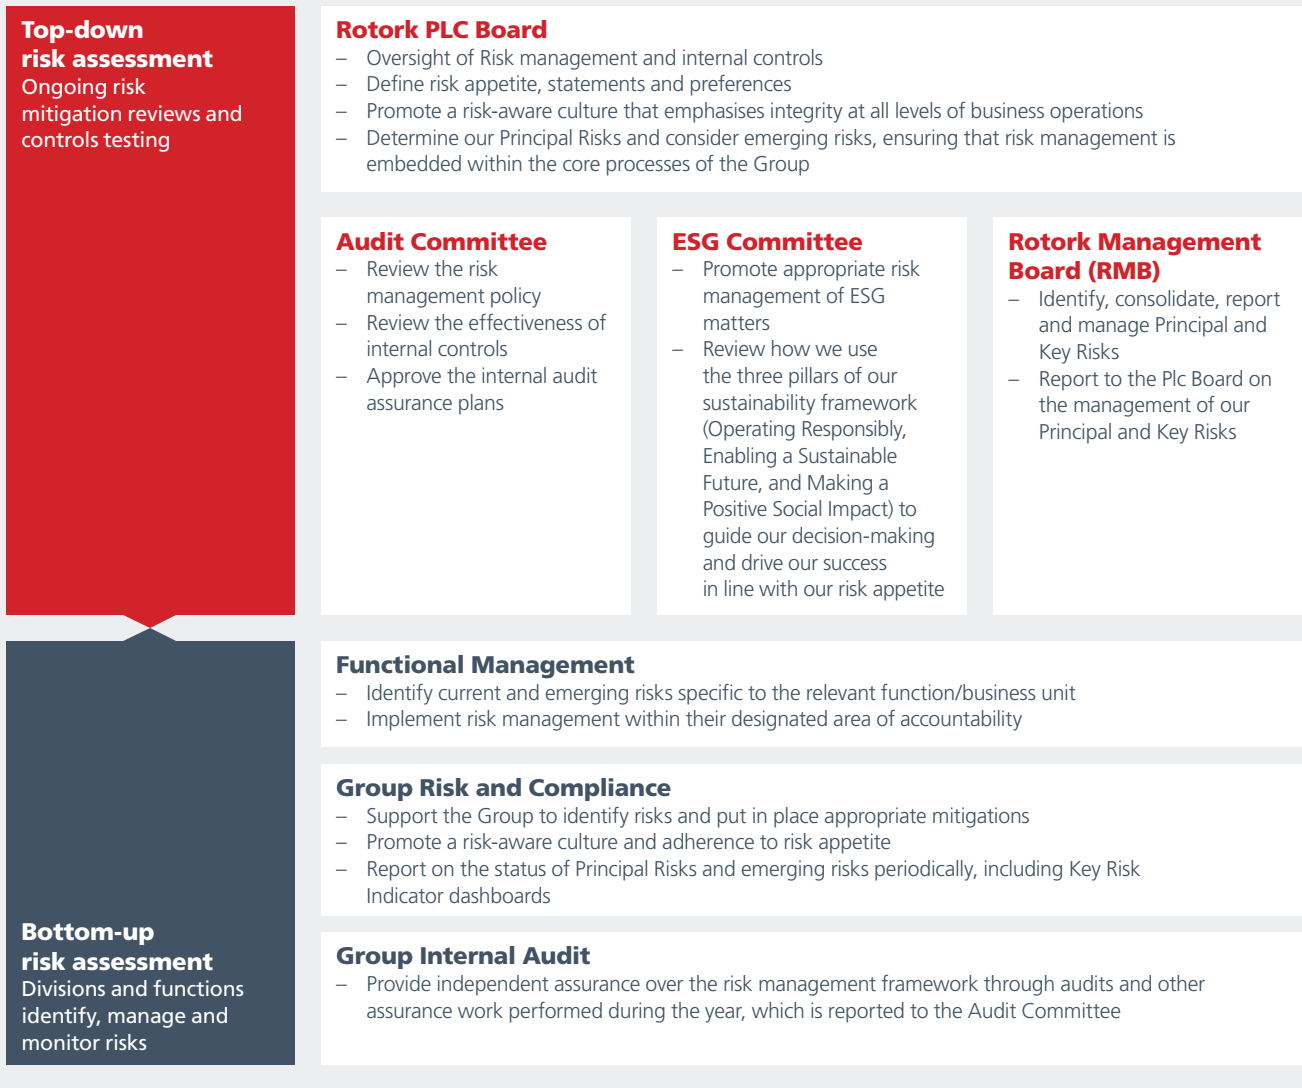 Top-down
risk assessment
Ongoing risk
mitigation reviews and
controls testing
Rotork PLC Board
– Oversight of Risk management and internal controls
– Define risk appetite, statements and preferences
– Promote a risk-aware culture that emphasises integrity at all levels of business operations
– Determine our Principal Risks and consider emerging risks, ensuring that risk management is
embedded within the core processes of the Group
Audit Committee
– Review the risk
management policy
– Review the effectiveness of
internal controls
– Approve the internal audit
assurance plans
ESG Committee
– Promote appropriate risk
management of ESG
matters
– Review how we use
the three pillars of our
sustainability framework
(Operating Responsibly,
Enabling a Sustainable
Future, and Making a
Positive Social Impact) to
guide our decision-making
and drive our success
in line with our risk appetite
Rotork Management
Board (RMB)
– Identify, consolidate, report
and manage Principal and
Key Risks
– Report to the Plc Board on
the management of our
Principal and Key Risks
Bottom-up
risk assessment
Divisions and functions
identify, manage and
monitor risks
Functional Management
– Identify current and emerging risks specific to the relevant function/business unit
– Implement risk management within their designated area of accountability
Group Risk and Compliance
– Support the Group to identify risks and put in place appropriate mitigations
– Promote a risk-aware culture and adherence to risk appetite
– Report on the status of Principal Risks and emerging risks periodically, including Key Risk
Indicator dashboards
Group Internal Audit
– Provide independent assurance over the risk management framework through audits and other
assurance work performed during the year, which is reported to the Audit Committee